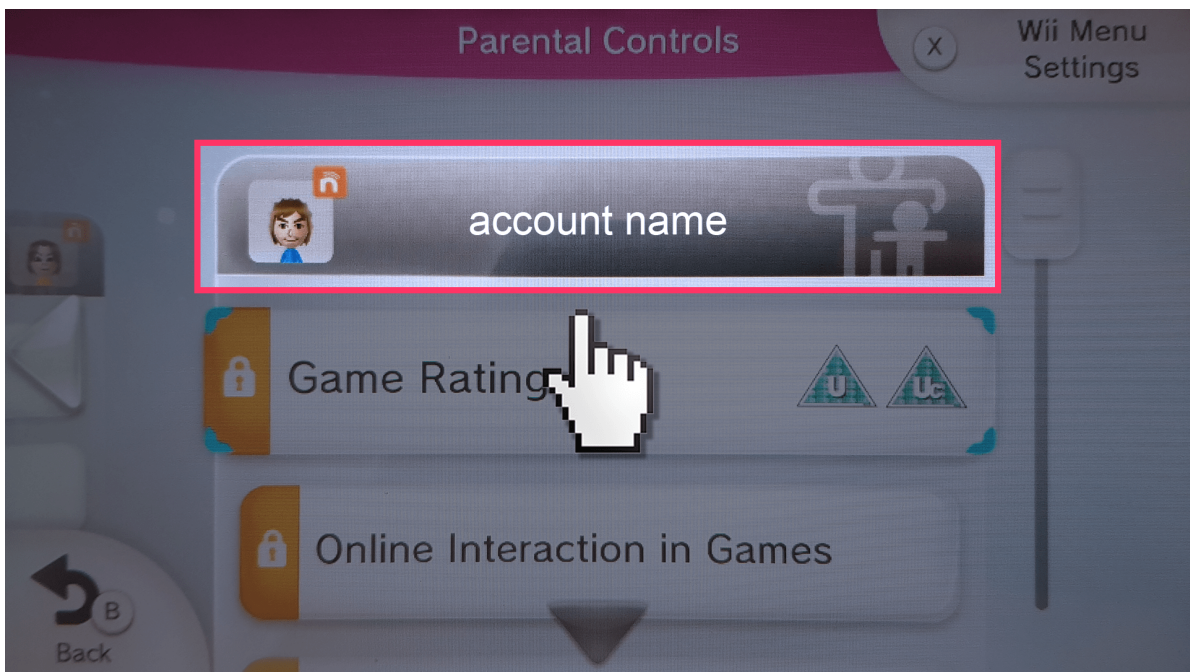 Parental Controls
X
Wii Menu
Settings
n
n
account name
Game Rating
U
Uc
Online Interaction in Games
B
Back